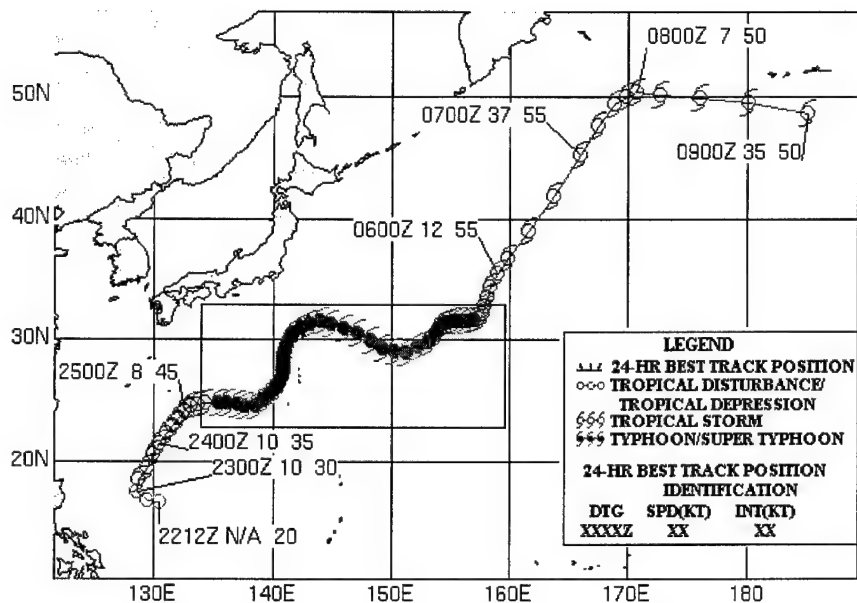 0800Z 7 50
50N
0700Z 37 55
0900Z 35 50
40N
0600Z 12 55
30N
2500Z 8 45
2400Z 10 35
20N
2300Z 10 30
2212Z N/A 20
LEGEND
24-HR BEST TRACK POSITION
TROPICAL DISTURBANCE/
TROPICAL DEPRESSION
TROPICAL STORM
TYPHOON/SUPER TYPHOON
24-HR BEST TRACK POSITION
IDENTIFICATION
DTG SPD(KT) INT(KT)
XXXXZ XX XX
130E 140E 150E 160E 170E 180